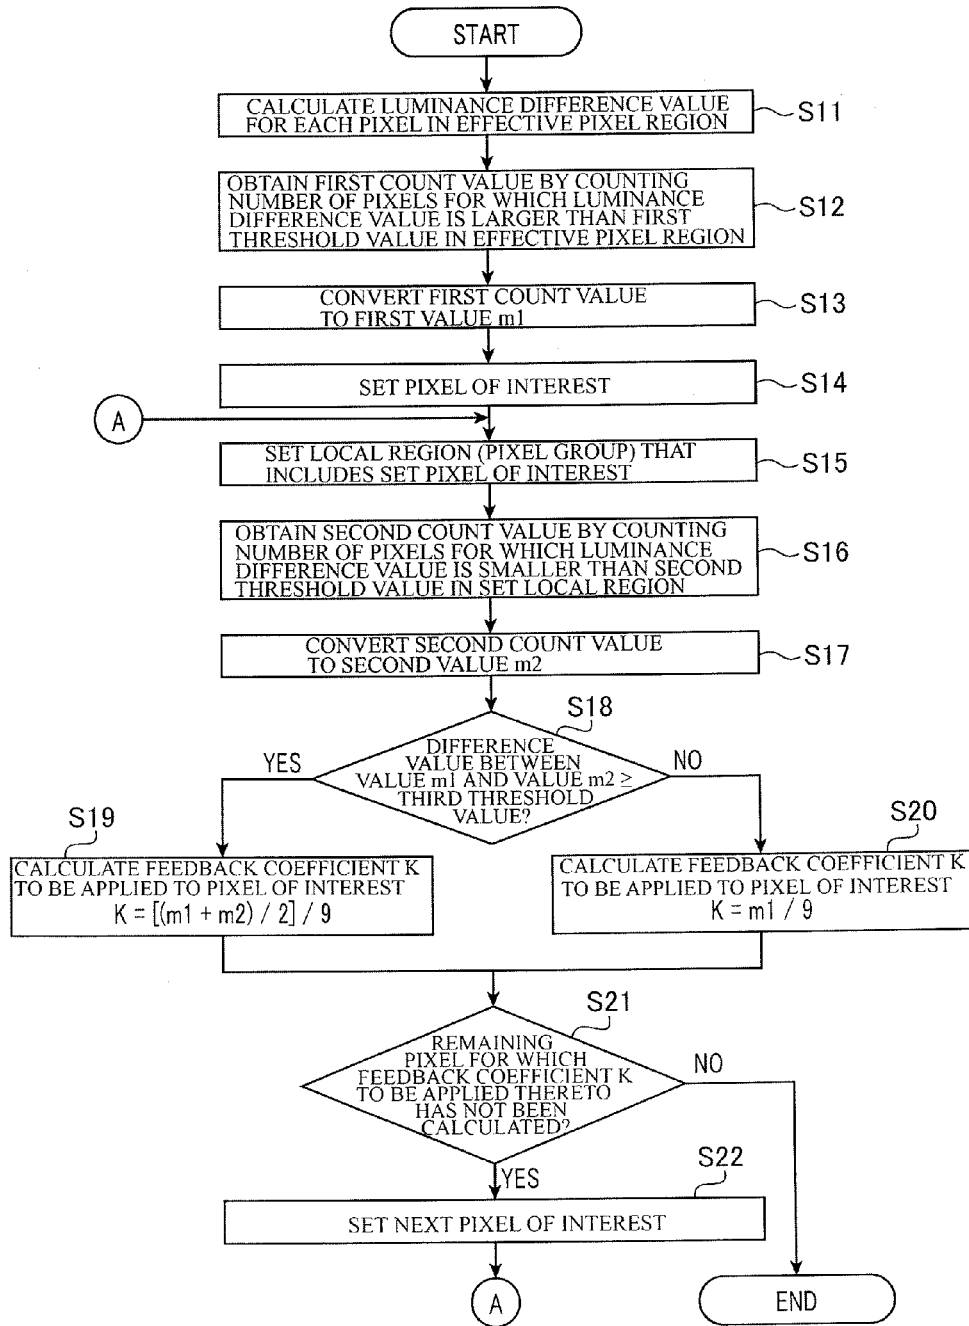 START
CALCULATE LUMINANCE DIFFERENCE VALUE
FOR EACH PIXEL IN EFFECTIVE PIXEL REGION
S11
OBTAIN FIRST COUNT VALUE BY COUNTING
NUMBER OF PIXELS FOR WHICH LUMINANCE
DIFFERENCE VALUE IS LARGER THAN FIRST
THRESHOLD VALUE IN EFFECTIVE PIXEL REGION
S12
CONVERT FIRST COUNT VALUE
TO FIRST VALUE m1
S13
SET PIXEL OF INTEREST
S14
A
SET LOCAL REGION (PIXEL GROUP) THAT
INCLUDES SET PIXEL OF INTEREST
S15
OBTAIN SECOND COUNT VALUE BY COUNTING
NUMBER OF PIXELS FOR WHICH LUMINANCE
DIFFERENCE VALUE IS SMALLER THAN SECOND
THRESHOLD VALUE IN SET LOCAL REGION
S16
CONVERT SECOND COUNT VALUE
TO SECOND VALUE m2
S17
S18
DIFFERENCE
VALUE BETWEEN
VALUE m1 AND VALUE m2 ≥
THIRD THRESHOLD
VALUE?
YES
NO
S19
CALCULATE FEEDBACK COEFFICIENT K
TO BE APPLIED TO PIXEL OF INTEREST
K = [(m1 + m2) / 2] / 9
S20
CALCULATE FEEDBACK COEFFICIENT K
TO BE APPLIED TO PIXEL OF INTEREST
K = m1 / 9
S21
REMAINING
PIXEL FOR WHICH
FEEDBACK COEFFICIENT K
TO BE APPLIED THERETO
HAS NOT BEEN
CALCULATED?
NO
YES
S22
SET NEXT PIXEL OF INTEREST
A
END